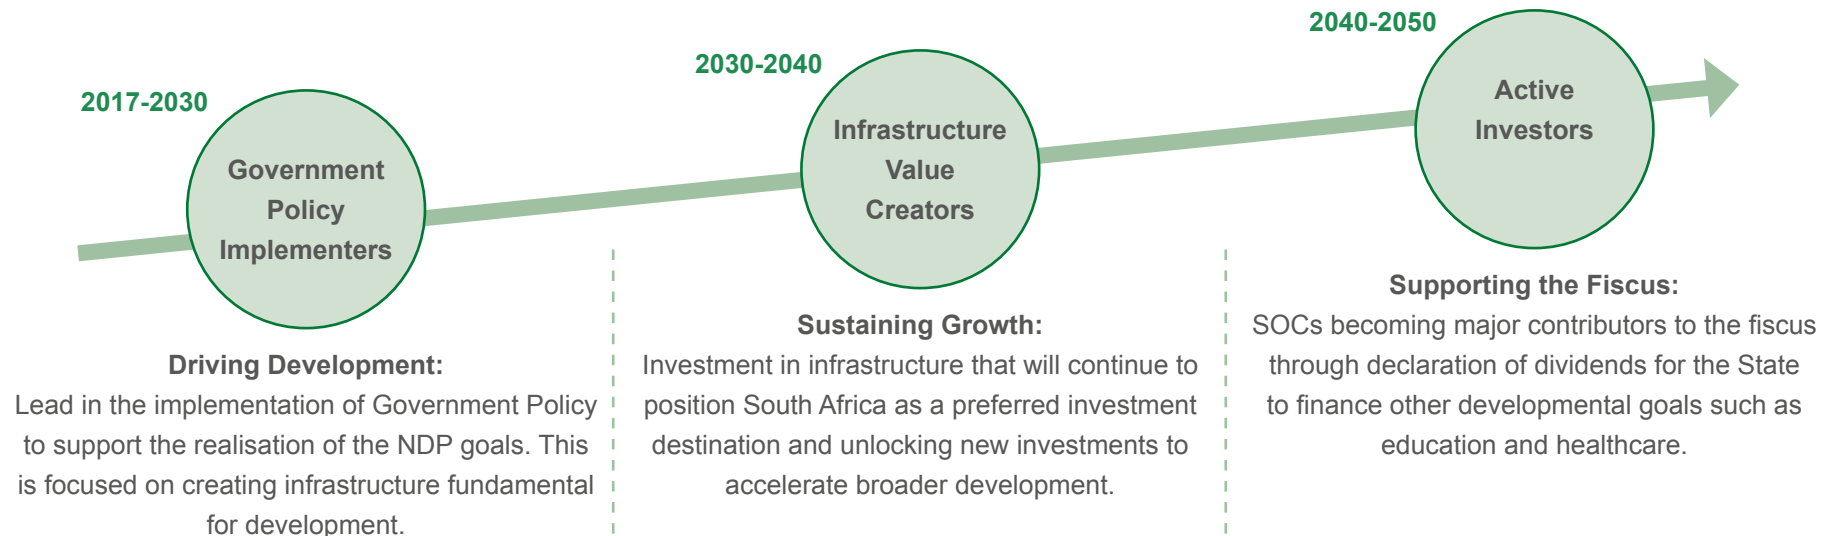 2017-2030
Government
Policy
Implementers
Driving Development:
Lead in the implementation of Government Policy
to support the realisation of the NDP goals. This
is focused on creating infrastructure fundamental
for development.
2030-2040
Infrastructure
Value
Creators
Sustaining Growth:
Investment in infrastructure that will continue to
position South Africa as a preferred investment
destination and unlocking new investments to
accelerate broader development.
2040-2050
Active
Investors
Supporting the Fiscus:
SOCs becoming major contributors to the fiscus
through declaration of dividends for the State
to finance other developmental goals such as
education and healthcare.